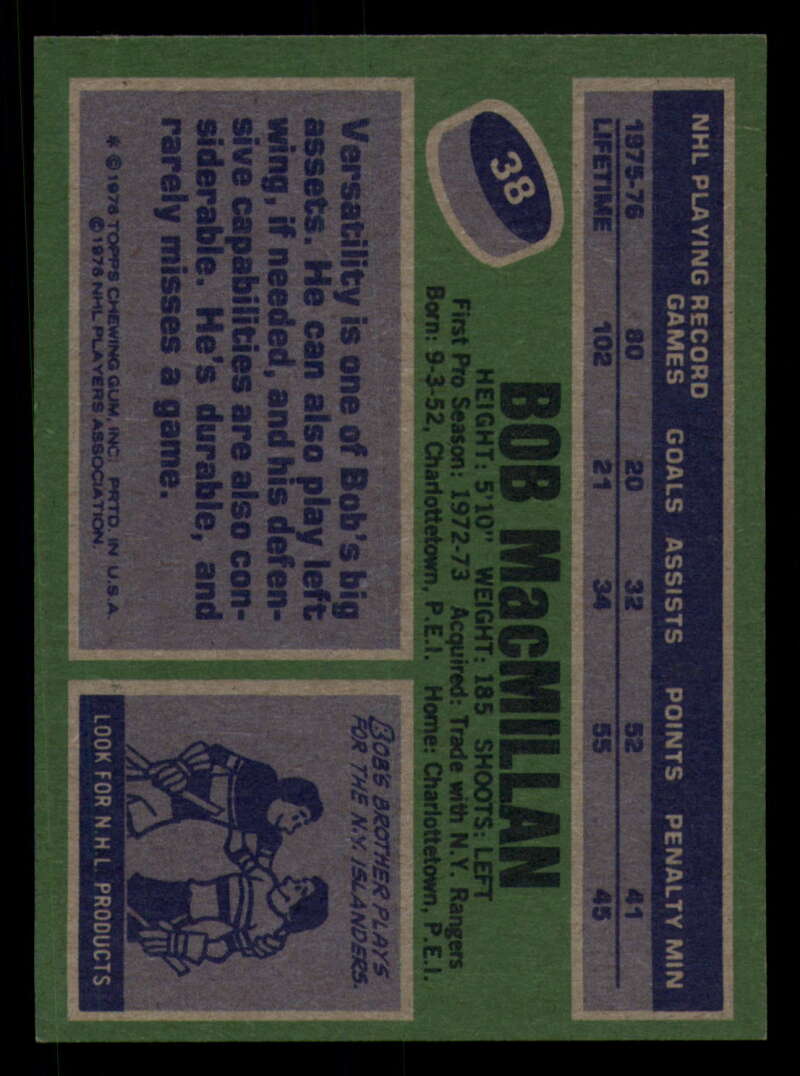 NHL PLAYING RECORD
GAMES GOALS ASSISTS POINTS PENALTY MIN
1975-76 80 20 32 52 41
LIFETIME 102 21 34 55 45
38
BOB MacMILLAN
HEIGHT: 5'10" WEIGHT: 185 SHOOTS: LEFT
First Pro Season: 1972-73 Acquired: Trade with N.Y. Rangers
Born: 9-3-52, Charlottetown, P.E.I. Home: Charlottetown, P.E.I.
Versatility is one of Bob's big
assets. He can also play left
wing, if needed, and his defen-
sive capabilities are also con-
siderable. He's durable, and
rarely misses a game.
* © 1976 TOPPS CHEWING GUM, INC. PRTD. IN U.S.A.
© 1976 NHL PLAYERS ASSOCIATION.
BOB'S BROTHER PLAYS
FOR THE N.Y. ISLANDERS.
LOOK FOR N.H.L. PRODUCTS